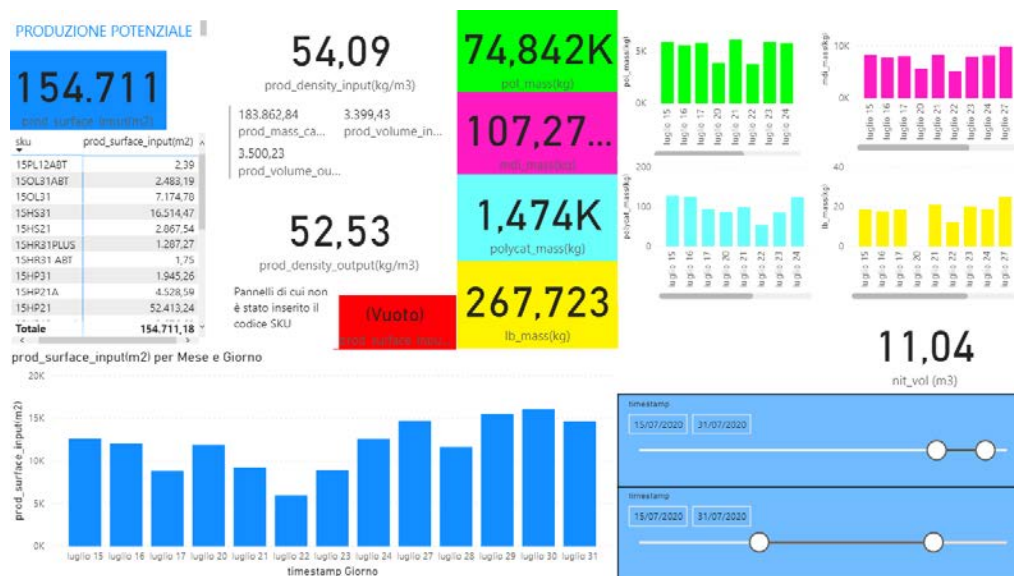 PRODUZIONE POTENZIALE
154.711
prod_surface_input(m2)
sku prod_surface_input(m2)
15PL12ABT 2,39
15OL31ABT 2.483,19
15OL31 7.174,78
15HS31 16.514,47
15HS21 2.867,54
15HR31PLUS 1.287,27
15HR31 ABT 1,75
15HP31 1.945,26
15HP21A 4.528,59
15HP21 52.413,24
Totale 154.711,18
54,09
prod_density_input(kg/m3)
183.862,84 3.399,43
prod_mass_ca... prod_volume_in...
3.500,23
prod_volume_ou...
52,53
prod_density_output(kg/m3)
Pannelli di cui non
è stato inserito il
codice SKU
(Vuoto)
prod_surface_inpu...
74,842K
pol_mass(kg)
107,27...
mdi_mass(kg)
1,474K
polycat_mass(kg)
267,723
lb_mass(kg)
pol_mass(kg)
5K
0K
luglio 15 luglio 16 luglio 17 luglio 20 luglio 21 luglio 22 luglio 23 luglio 24
mdi_mass(kg)
10K
0K
luglio 15 luglio 16 luglio 17 luglio 20 luglio 21 luglio 22 luglio 23 luglio 24 luglio 27
polycat_mass(kg)
200
100
0
luglio 15 luglio 16 luglio 17 luglio 20 luglio 21 luglio 22 luglio 23 luglio 24
lb_mass(kg)
40
20
0
luglio 15 luglio 16 luglio 17 luglio 20 luglio 21 luglio 22 luglio 23 luglio 24 luglio 27
11,04
nit_vol (m3)
prod_surface_input(m2) per Mese e Giorno
prod_surface_input(m2)
20K
15K
10K
5K
0K
luglio 15 luglio 16 luglio 17 luglio 20 luglio 21 luglio 22 luglio 23 luglio 24 luglio 27 luglio 28 luglio 29 luglio 30 luglio 31
timestamp Giorno
timestamp
15/07/2020 31/07/2020
timestamp
15/07/2020 31/07/2020